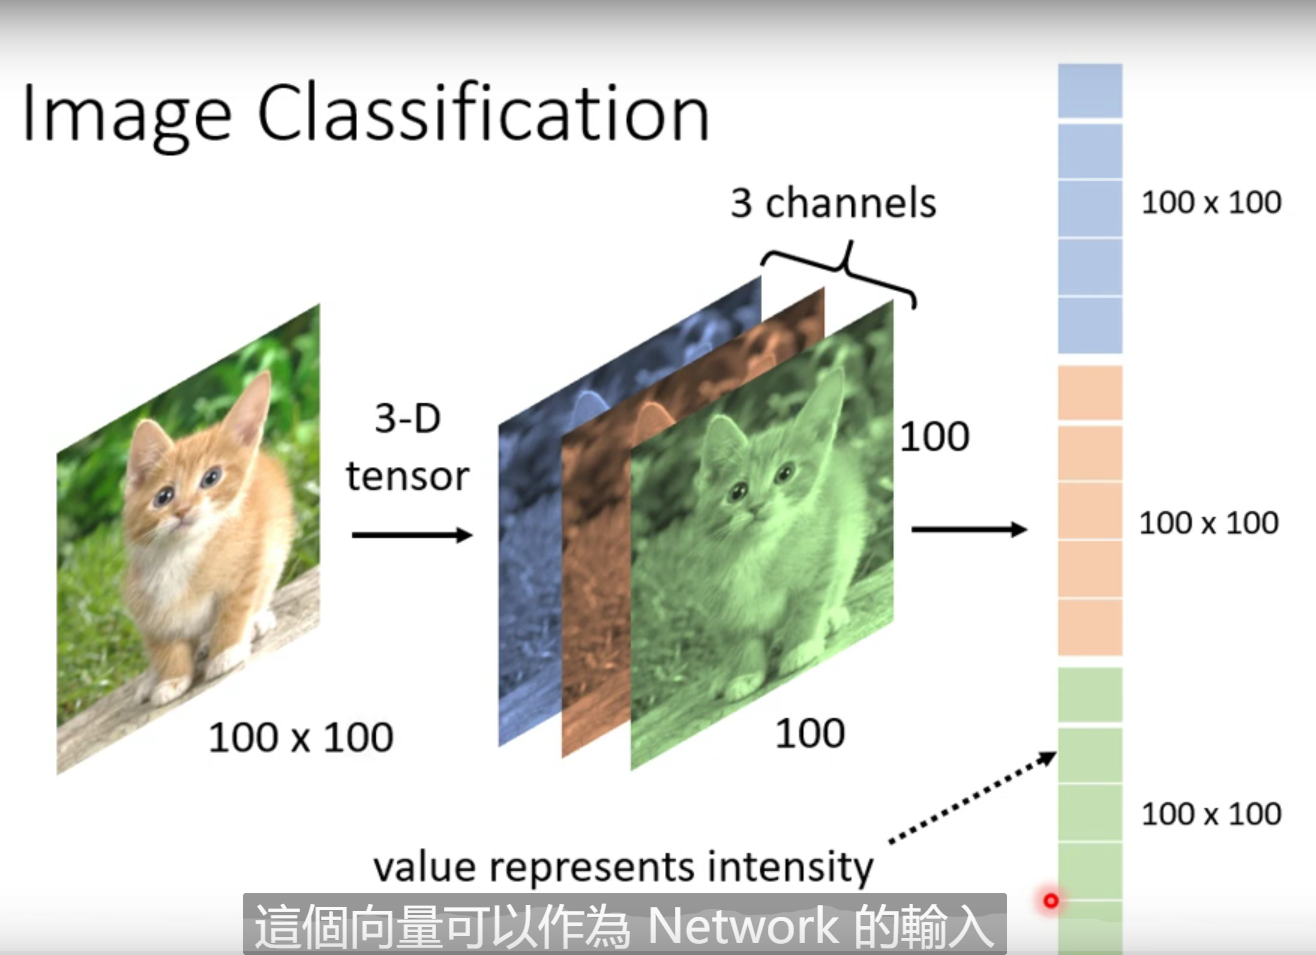 Image Classification
3 channels
100 x 100
3-D
tensor
100
100 x 100
100 x 100
100
100 x 100
value represents intensity
這個向量可以作為 Network 的輸入